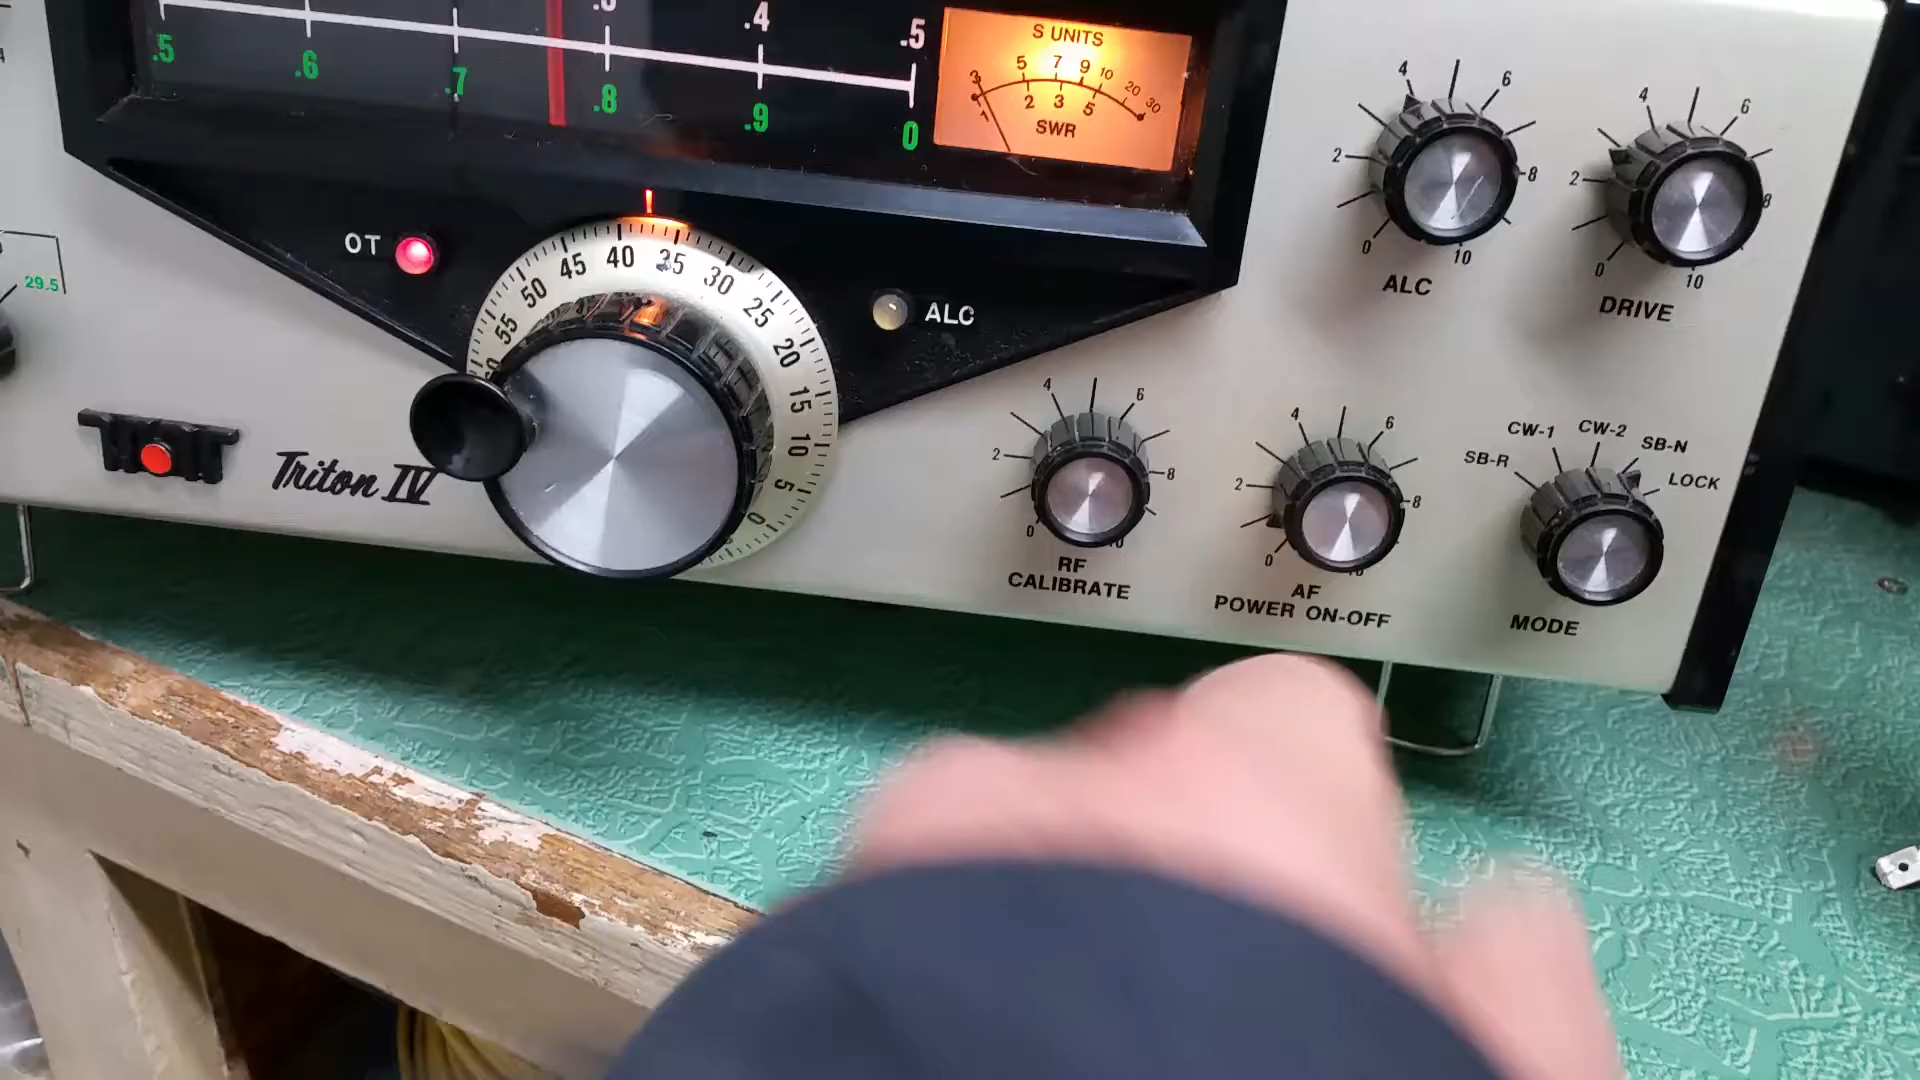 .4
.5
.5
.6
.7
.8
.9
0
S UNITS
3 5 7 9 10 20 30
1 2 3 5
SWR
0 2 4 6 8 10
ALC
0 2 4 6 8 10
DRIVE
OT
ALC
55 50 45 40 35 30 25 20 15 10 5 0
29.5
Triton IV
0 2 4 6 8
RF
CALIBRATE
0 2 4 6 8
AF
POWER ON-OFF
SB-R CW-1 CW-2 SB-N LOCK
MODE